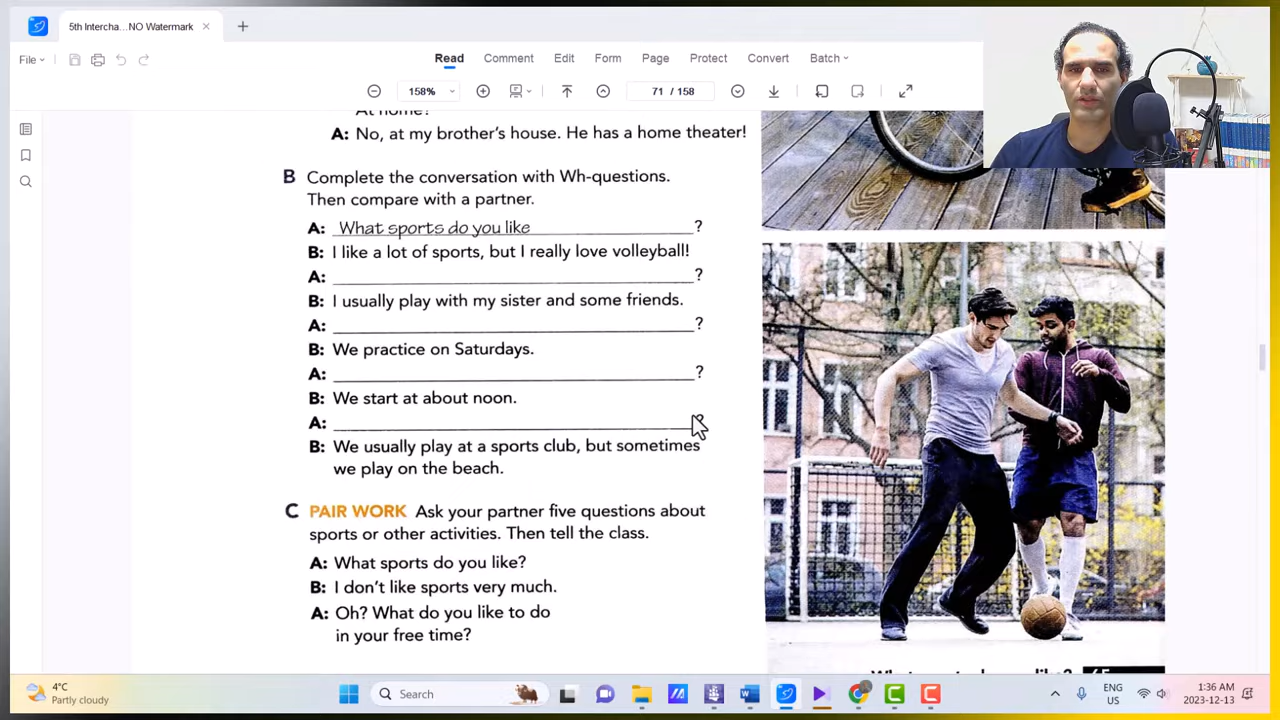 5th Intercha...NO Watermark
File
Read
Comment
Edit
Form
Page
Protect
Convert
Batch
158%
71 / 158
A: No, at my brother's house. He has a home theater!
B Complete the conversation with Wh-questions.
Then compare with a partner.
A: What sports do you like ?
B: I like a lot of sports, but I really love volleyball!
A: ?
B: I usually play with my sister and some friends.
A: ?
B: We practice on Saturdays.
A: ?
B: We start at about noon.
A:
B: We usually play at a sports club, but sometimes
we play on the beach.
C PAIR WORK Ask your partner five questions about
sports or other activities. Then tell the class.
A: What sports do you like?
B: I don't like sports very much.
A: Oh? What do you like to do
in your free time?
4°C
Partly cloudy
Search
ENG
US
1:36 AM
2023-12-13